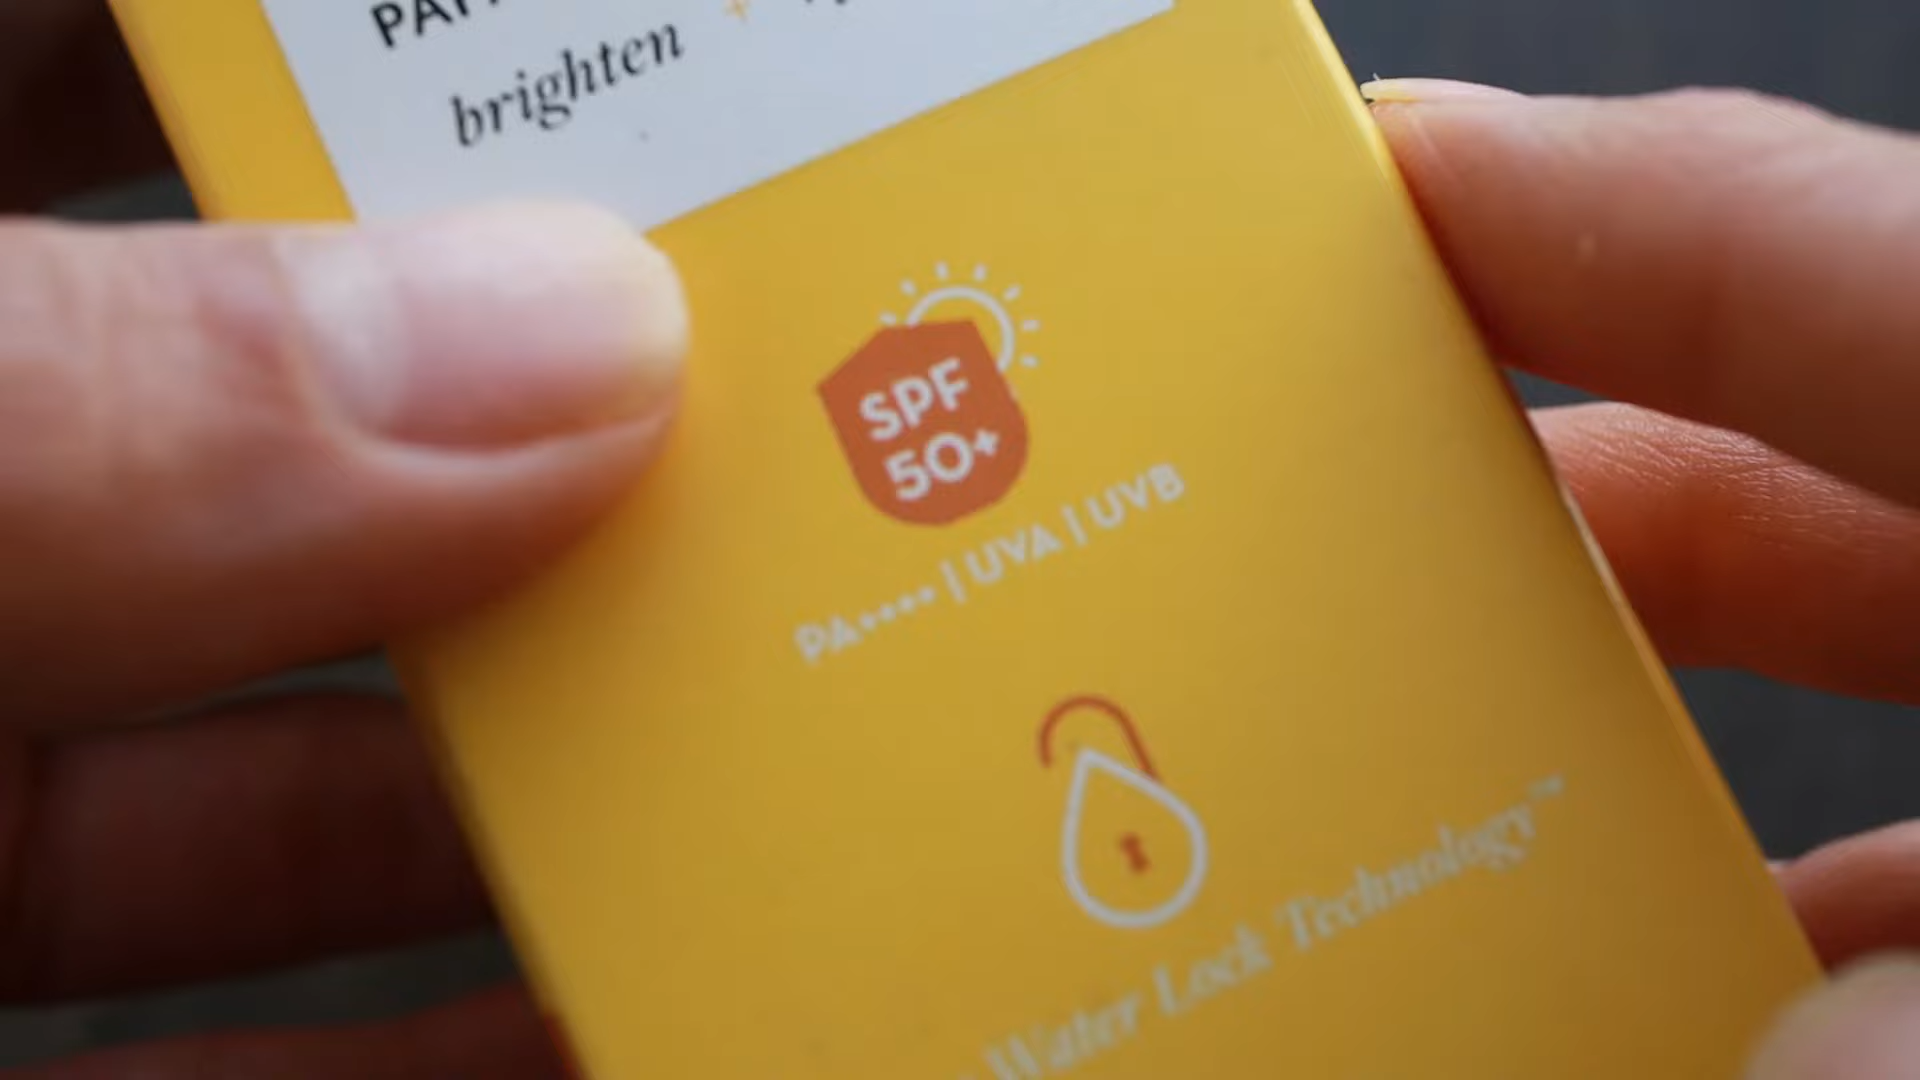 brighten +
SPF
50+
PA++++ | UVA | UVB
Water Lock Technology™